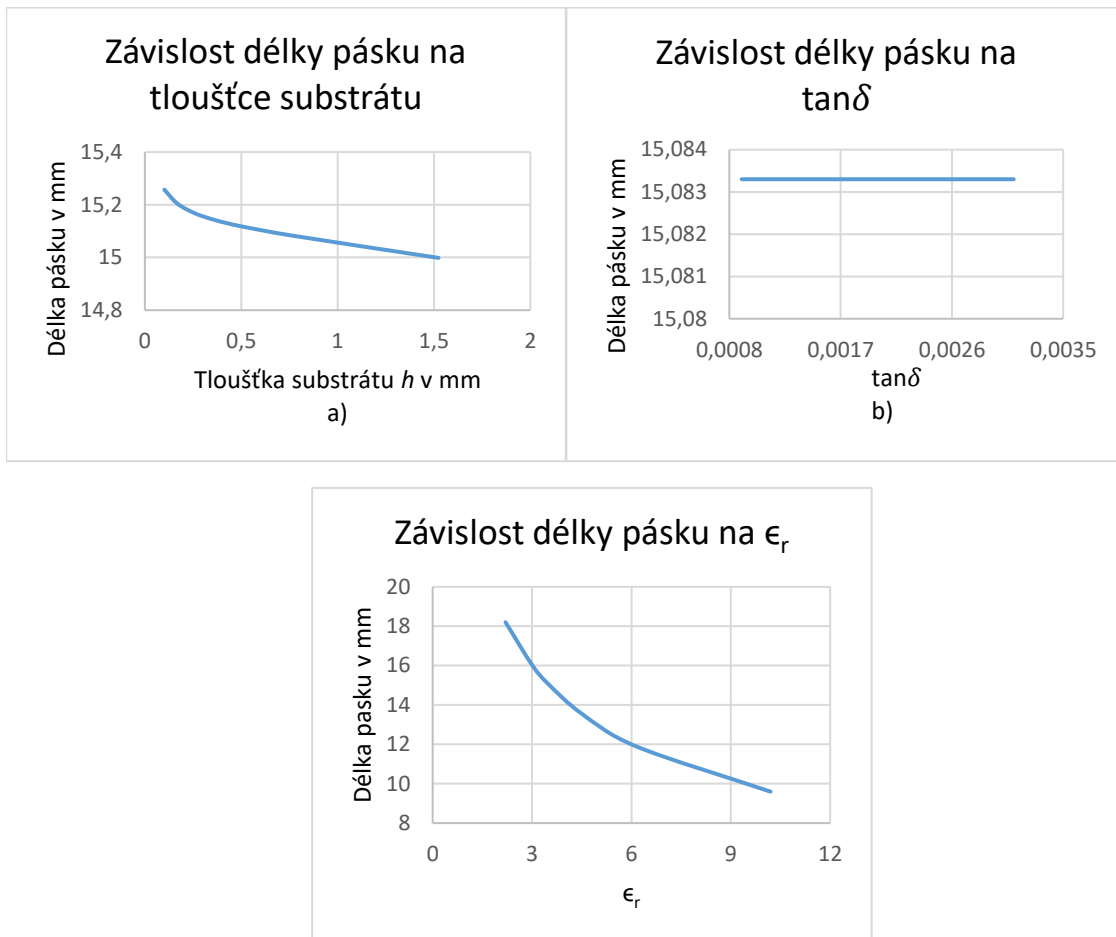 Závislost délky pásku na
tloušťce substrátu
Délka pásku v mm
15,4
15,2
15
14,8
0 0,5 1 1,5 2
Tloušťka substrátu h v mm
a)
Závislost délky pásku na
tanδ
Délka pásku v mm
15,084
15,083
15,082
15,081
15,08
0,0008 0,0017 0,0026 0,0035
tanδ
b)
Závislost délky pásku na ϵr
Délka pasku v mm
20
18
16
14
12
10
8
0 3 6 9 12
ϵr